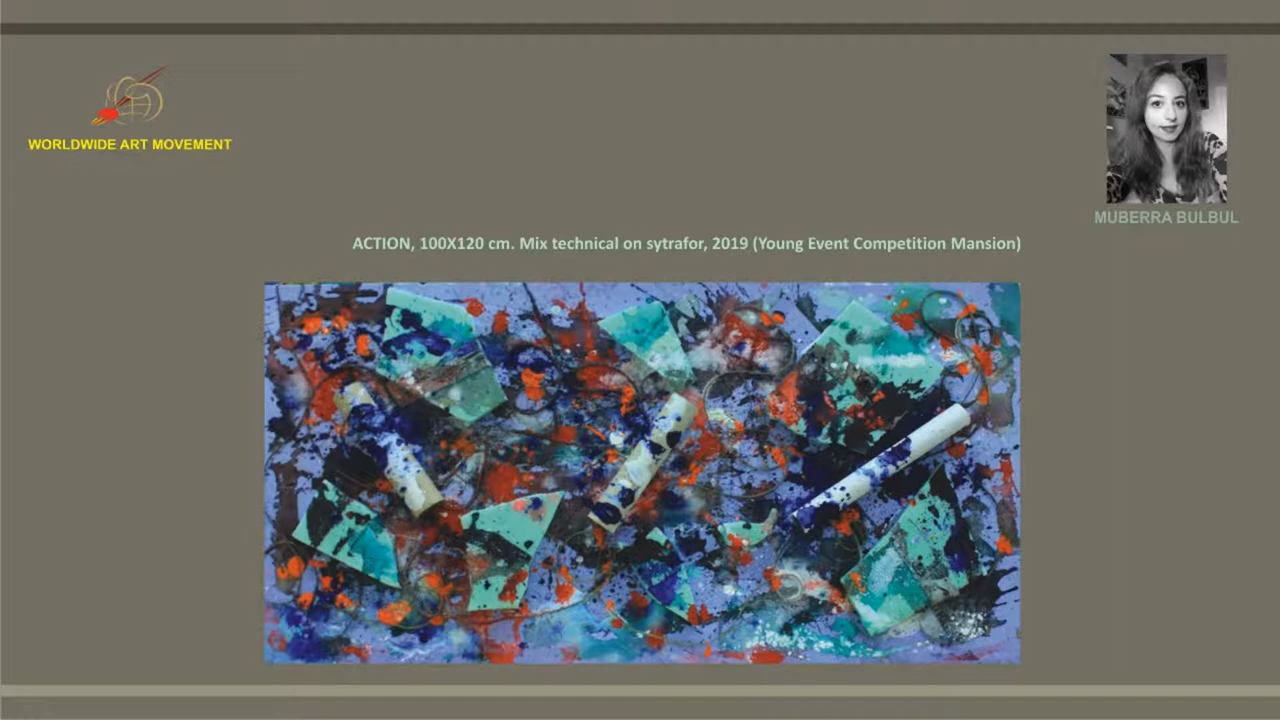 WORLDWIDE ART MOVEMENT
MUBERRA BULBUL
ACTION, 100X120 cm. Mix technical on sytrafor, 2019 (Young Event Competition Mansion)